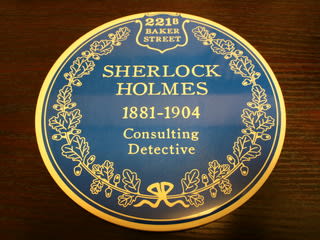 221B
BAKER
STREET
SHERLOCK
HOLMES
1881-1904
Consulting
Detective